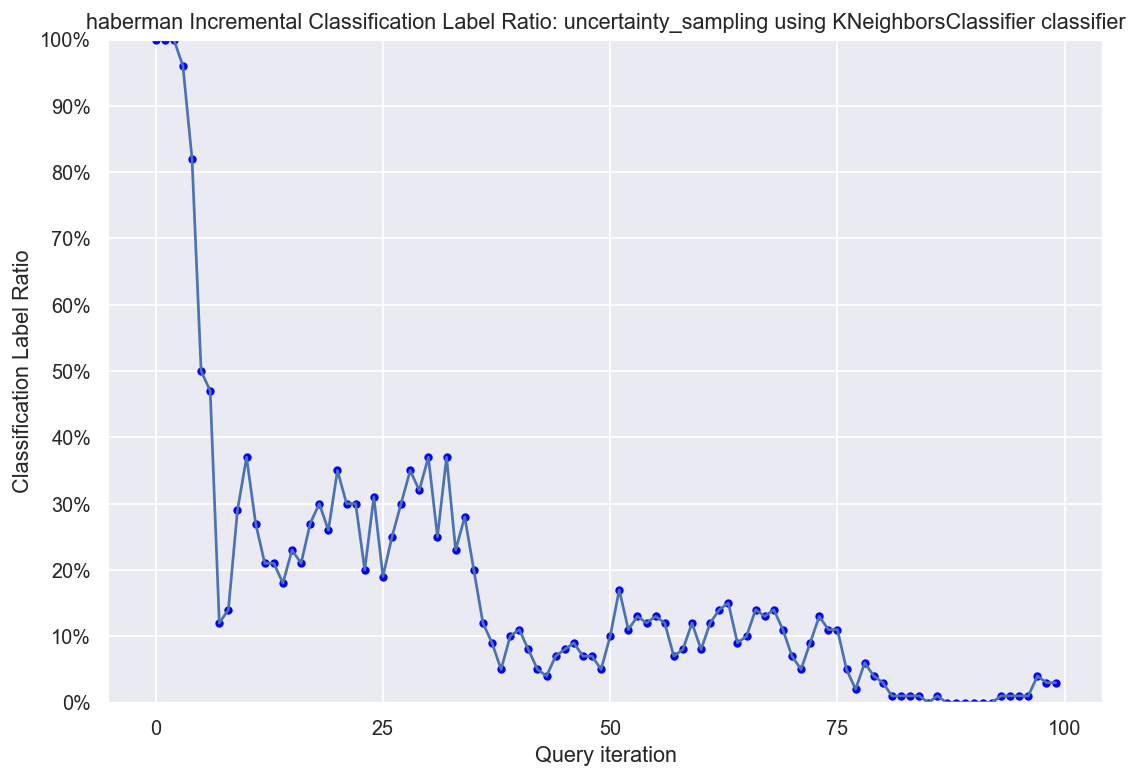 haberman Incremental Classification Label Ratio: uncertainty_sampling using KNeighborsClassifier classifier
100%
90%
80%
70%
60%
50%
40%
30%
20%
10%
0%
Classification Label Ratio
0 25 50 75 100
Query iteration